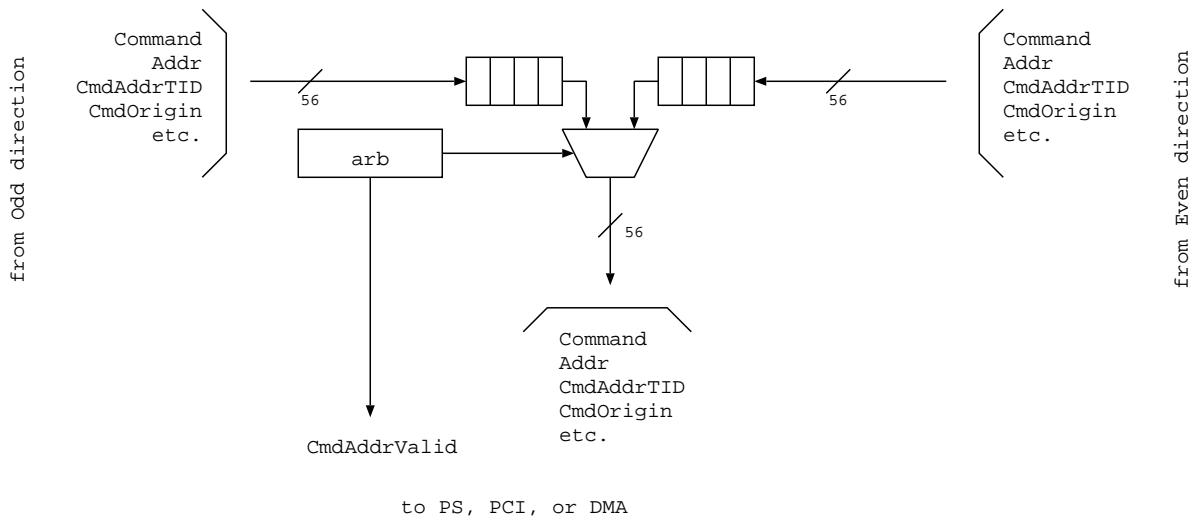 from Odd direction
Command
Addr
CmdAddrTID
CmdOrigin
etc.
56
arb
56
Command
Addr
CmdAddrTID
CmdOrigin
etc.
from Even direction
56
Command
Addr
CmdAddrTID
CmdOrigin
etc.
CmdAddrValid
to PS, PCI, or DMA